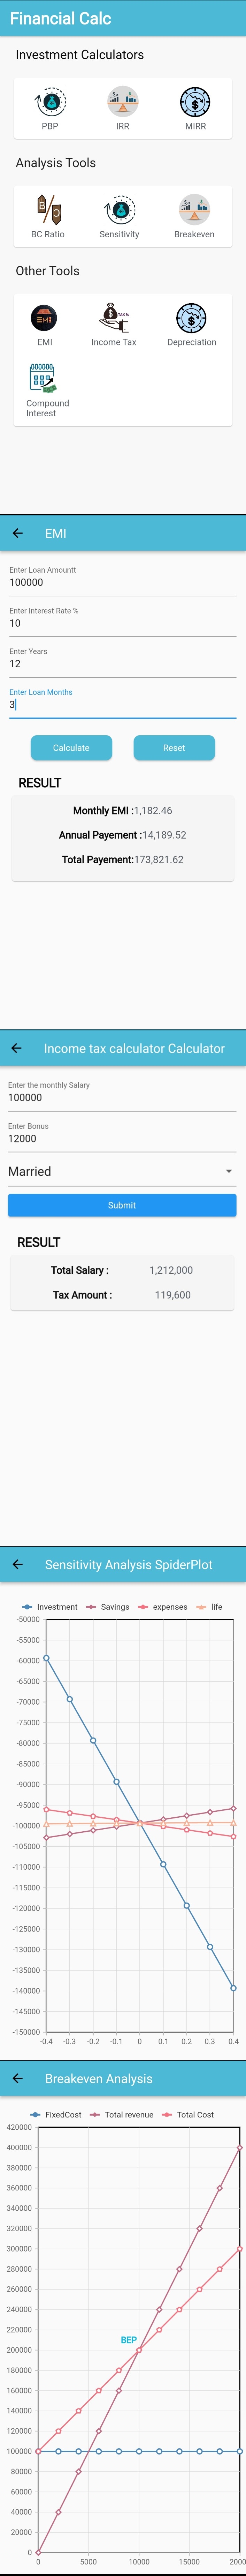 Financial Calc
Investment Calculators
PBP IRR MIRR
Analysis Tools
BC Ratio Sensitivity Breakeven
Other Tools
EMI
TAX %
EMI Income Tax Depreciation
Compound
Interest
EMI
Enter Loan Amountt
100000
Enter Interest Rate %
10
Enter Years
12
Enter Loan Months
3
Calculate Reset
RESULT
Monthly EMI :1,182.46
Annual Payement :14,189.52
Total Payement:173,821.62
Income tax calculator Calculator
Enter the monthly Salary
100000
Enter Bonus
12000
Married
Submit
RESULT
Total Salary : 1,212,000
Tax Amount : 119,600
Sensitivity Analysis SpiderPlot
Investment Savings expenses life
-50000
-55000
-60000
-65000
-70000
-75000
-80000
-85000
-90000
-95000
-100000
-105000
-110000
-115000
-120000
-125000
-130000
-135000
-140000
-145000
-150000
-0.4 -0.3 -0.2 -0.1 0 0.1 0.2 0.3 0.4
Breakeven Analysis
FixedCost Total revenue Total Cost
420000
400000
380000
360000
340000
320000
300000
280000
260000
240000
220000
BEP
200000
180000
160000
140000
120000
100000
80000
60000
40000
20000
0
0 5000 10000 15000 2000